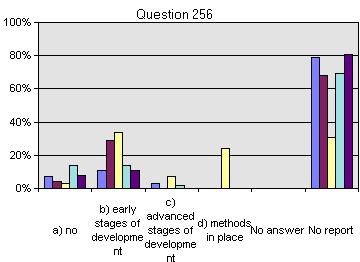 Question 256
100%
80%
60%
40%
20%
0%
a) no
b) early
stages of
developme
nt
c)
advanced
stages of
developme
nt
d) methods
in place
No answer
No report